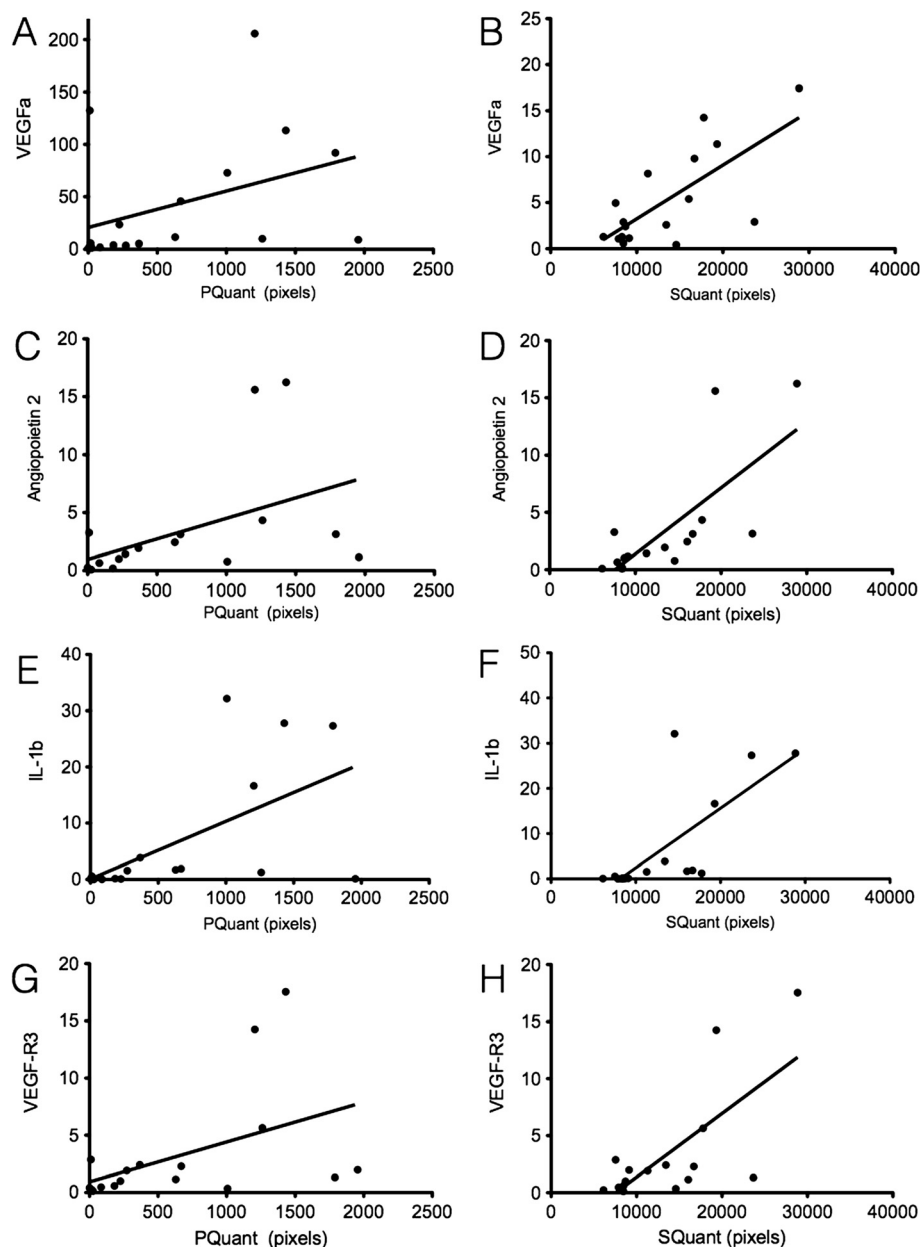 A
VEGFa
200
150
100
50
0
0 500 1000 1500 2000 2500
PQuant (pixels)
B
VEGFa
25
20
15
10
5
0
0 10000 20000 30000 40000
SQuant (pixels)
C
Angiopoietin 2
20
15
10
5
0
0 500 1000 1500 2000 2500
PQuant (pixels)
D
Angiopoietin 2
20
15
10
5
0
0 10000 20000 30000 40000
SQuant (pixels)
E
IL-1b
40
30
20
10
0
0 500 1000 1500 2000 2500
PQuant (pixels)
F
IL-1b
50
40
30
20
10
0
0 10000 20000 30000 40000
SQuant (pixels)
G
VEGF-R3
20
15
10
5
0
0 500 1000 1500 2000 2500
PQuant (pixels)
H
VEGF-R3
20
15
10
5
0
0 10000 20000 30000 40000
SQuant (pixels)